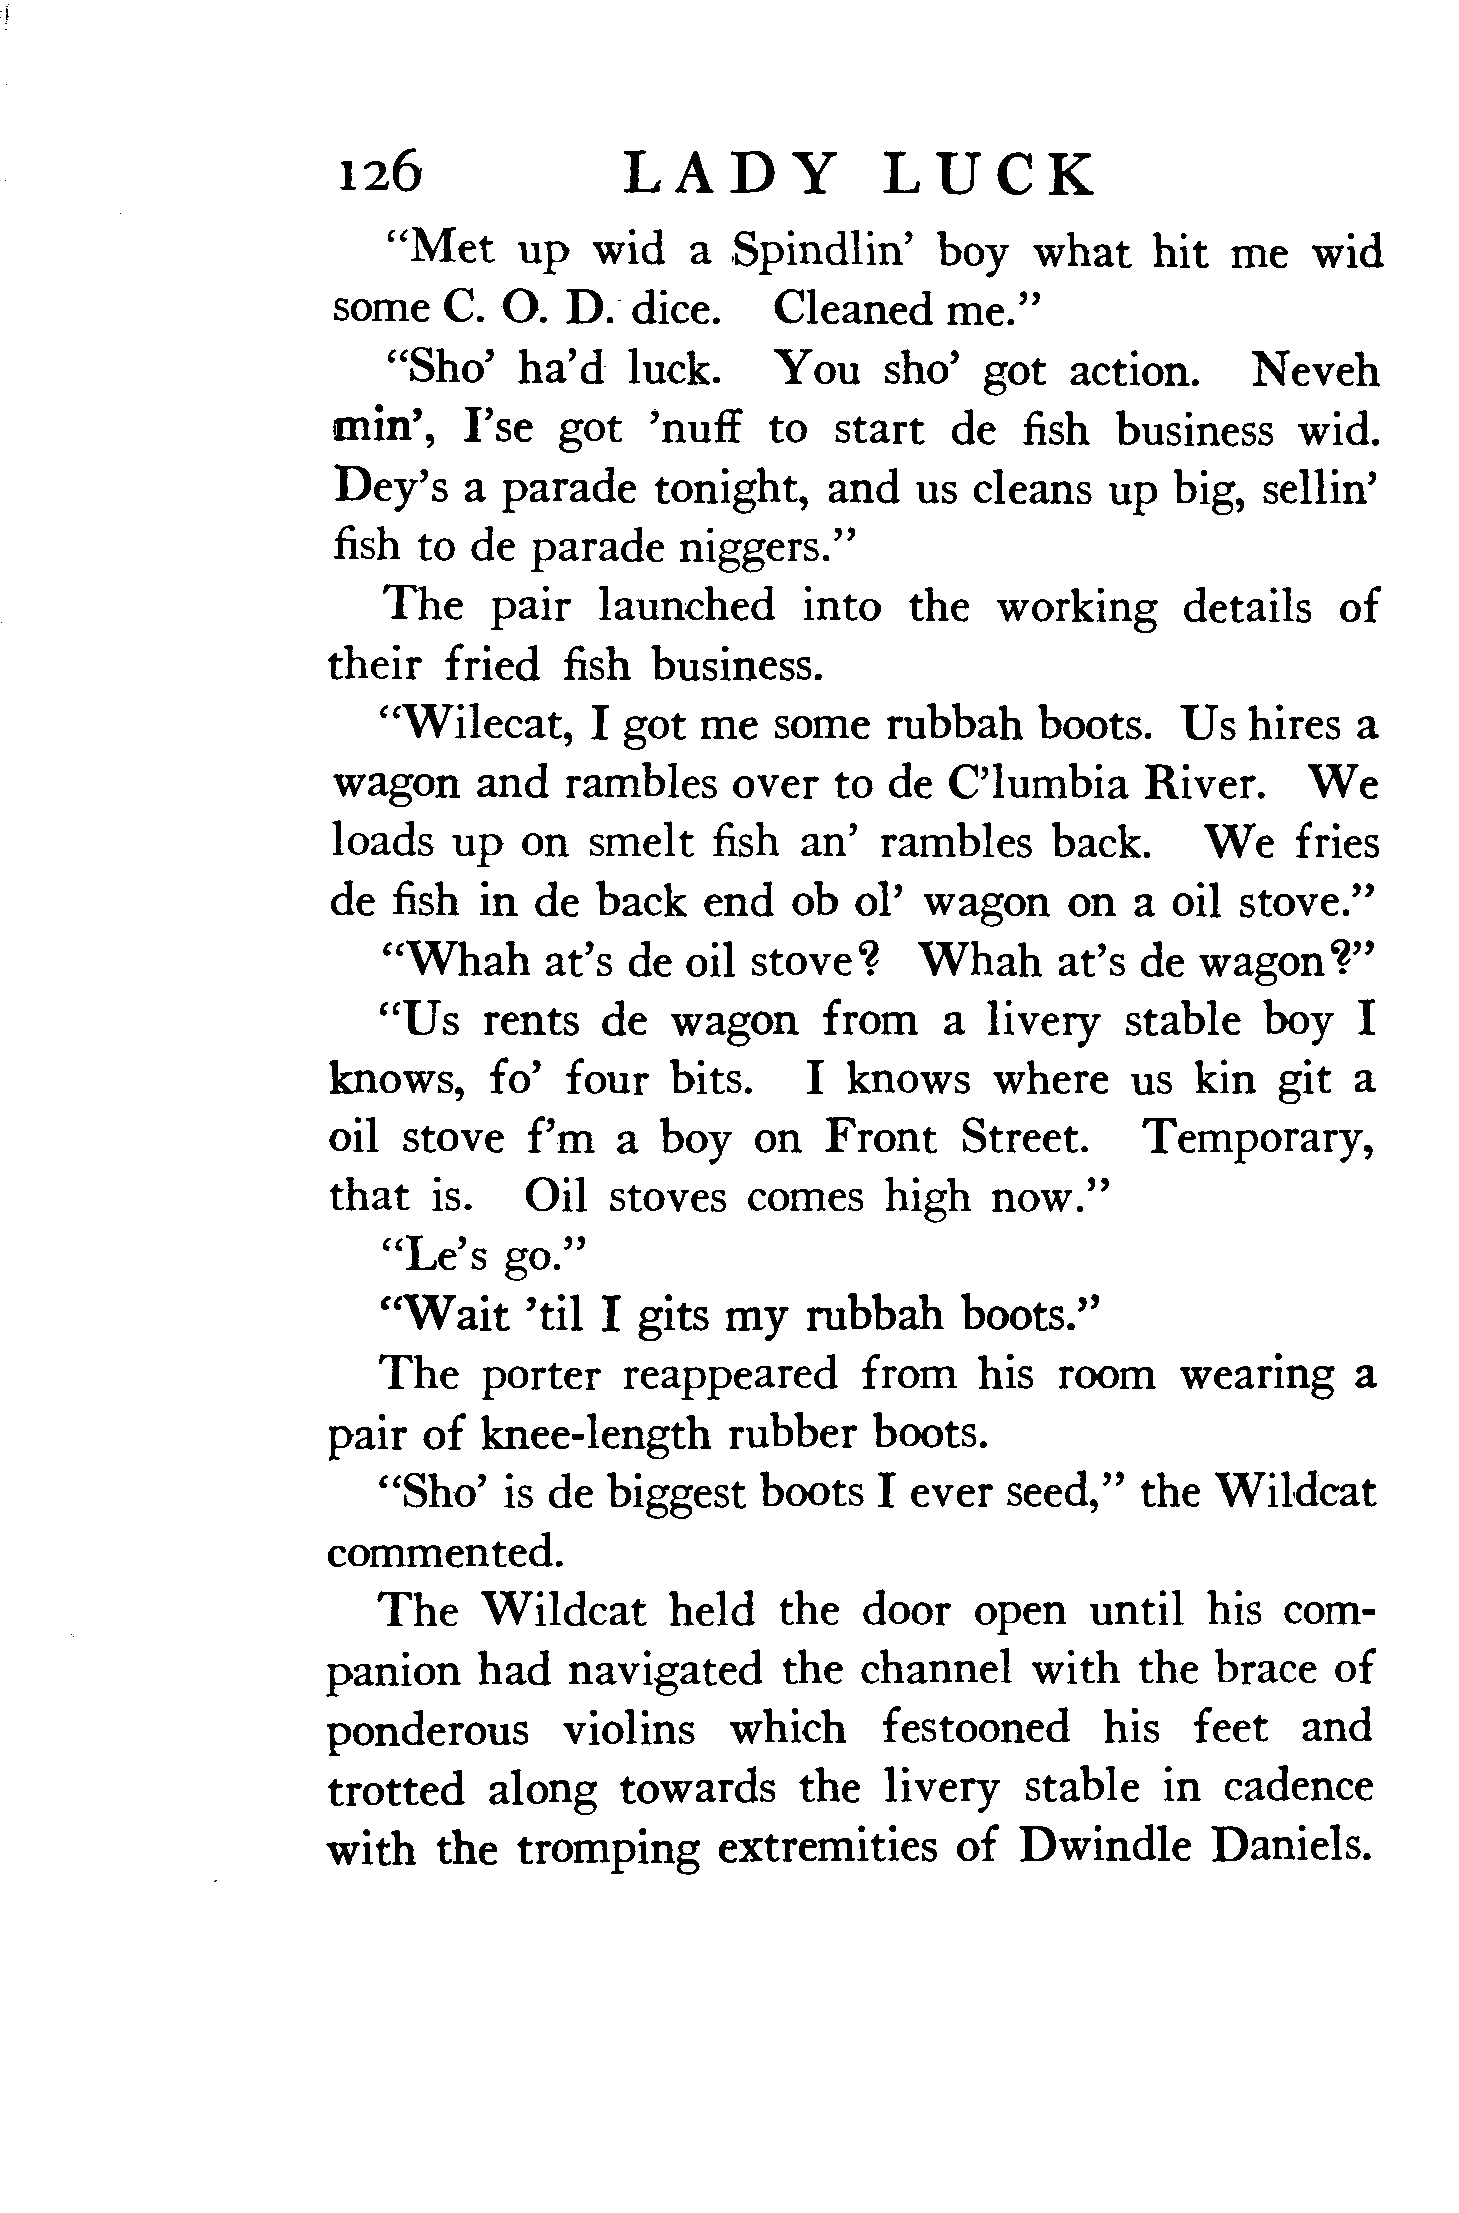 126 LADY LUCK
“Met up wid a Spindlin’ boy what hit me wid
some C. O. D. dice. Cleaned me.”
“Sho’ ha’d luck. You sho’ got action. Neveh
min’, I’se got ’nuff to start de fish business wid.
Dey’s a parade tonight, and us cleans up big, sellin’
fish to de parade niggers.”
The pair launched into the working details of
their fried fish business.
“Wilecat, I got me some rubbah boots. Us hires a
wagon and rambles over to de C’lumbia River. We
loads up on smelt fish an’ rambles back. We fries
de fish in de back end ob ol’ wagon on a oil stove.”
“Whah at’s de oil stove? Whah at’s de wagon?”
“Us rents de wagon from a livery stable boy I
knows, fo’ four bits. I knows where us kin git a
oil stove f’m a boy on Front Street. Temporary,
that is. Oil stoves comes high now.”
“Le’s go.”
“Wait ’til I gits my rubbah boots.”
The porter reappeared from his room wearing a
pair of knee-length rubber boots.
“Sho’ is de biggest boots I ever seed,” the Wildcat
commented.
The Wildcat held the door open until his com-
panion had navigated the channel with the brace of
ponderous violins which festooned his feet and
trotted along towards the livery stable in cadence
with the tromping extremities of Dwindle Daniels.